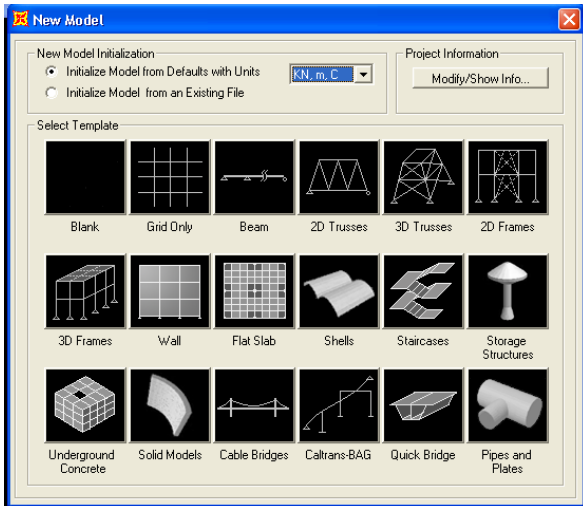 New Model
New Model Initialization
Initialize Model from Defaults with Units
KN, m, C
Initialize Model from an Existing File
Project Information
Modify/Show Info...
Select Template
Blank
Grid Only
Beam
2D Trusses
3D Trusses
2D Frames
3D Frames
Wall
Flat Slab
Shells
Staircases
Storage
Structures
Underground
Concrete
Solid Models
Cable Bridges
Caltrans-BAG
Quick Bridge
Pipes and
Plates